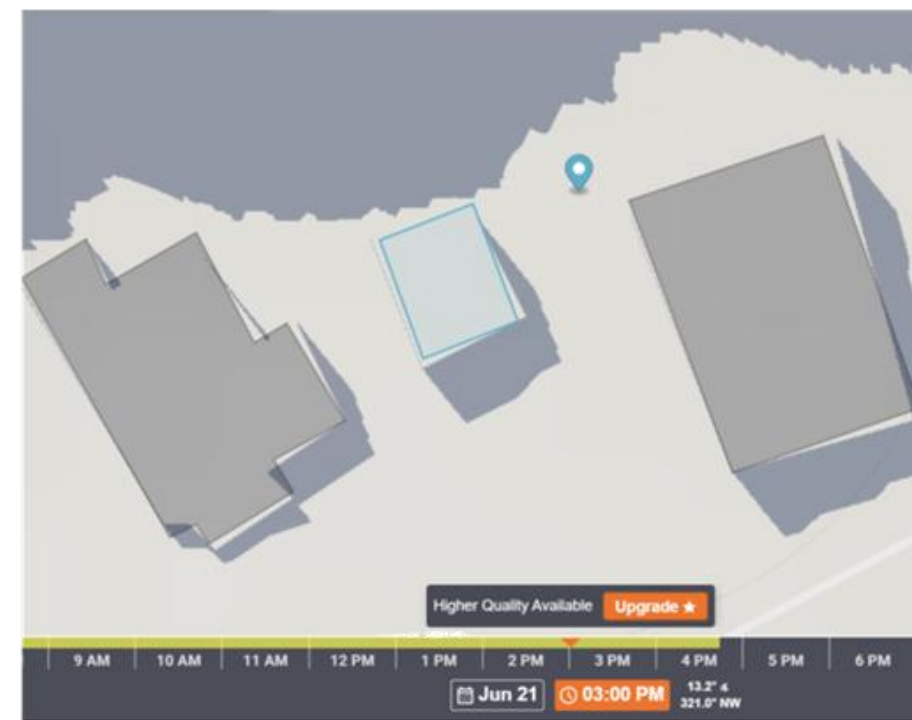 Higher Quality Available Upgrade ★
9 AM 10 AM 11 AM 12 PM 1 PM 2 PM 3 PM 4 PM 5 PM 6 PM
Jun 21 03:00 PM 13.2° ∡
321.0° NW